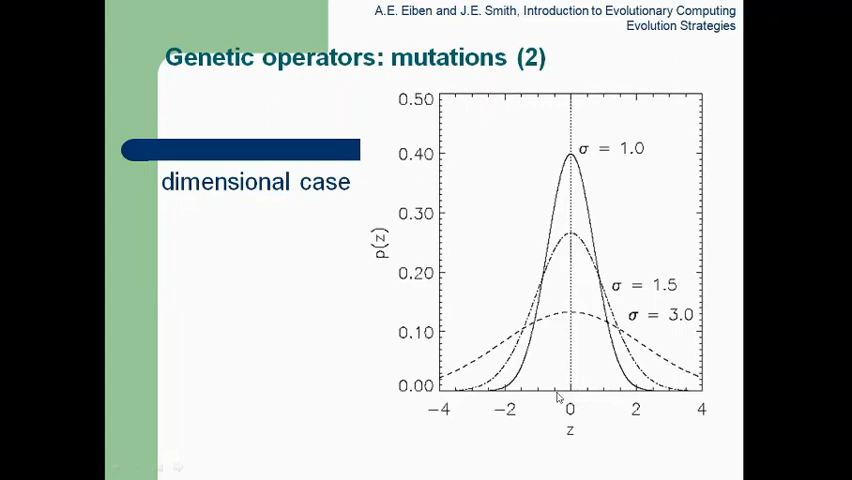 A.E. Eiben and J.E. Smith, Introduction to Evolutionary Computing
Evolution Strategies
Genetic operators: mutations (2)
dimensional case
0.50
0.40
0.30
0.20
0.10
0.00
p(z)
σ = 1.0
σ = 1.5
σ = 3.0
−4 −2 0 2 4
z